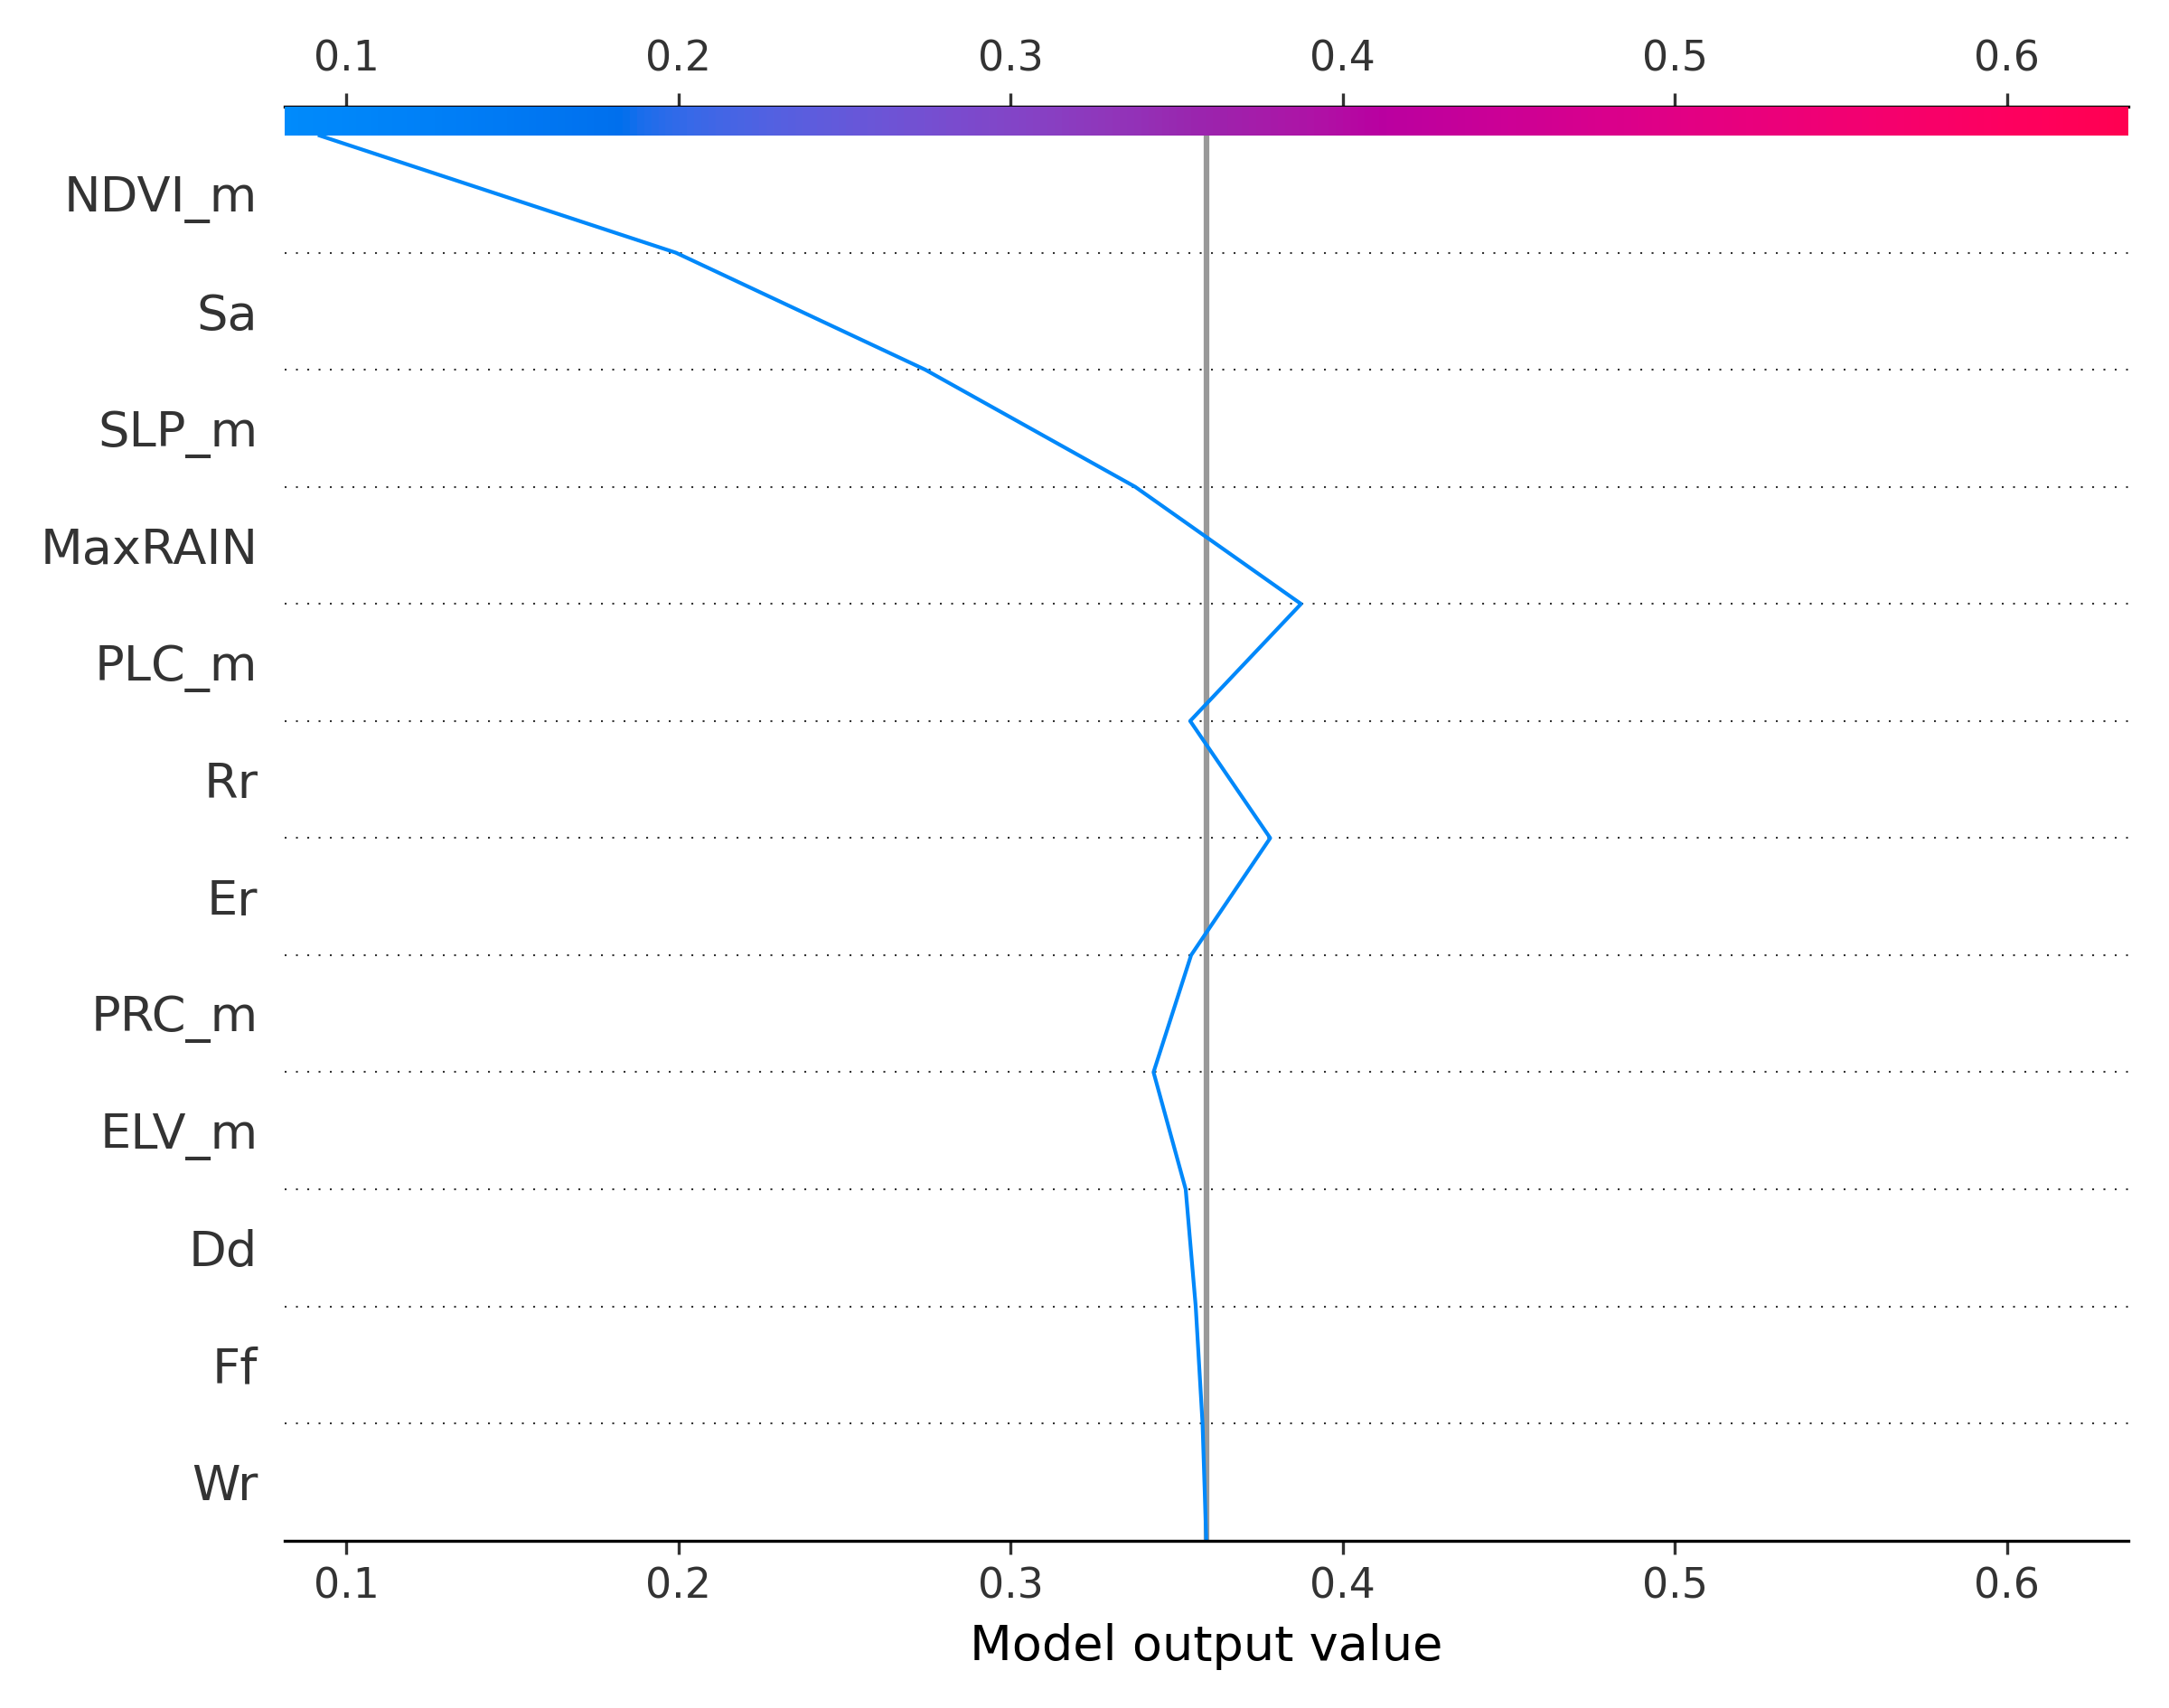 0.1 0.2 0.3 0.4 0.5 0.6
NDVI_m
Sa
SLP_m
MaxRAIN
PLC_m
Rr
Er
PRC_m
ELV_m
Dd
Ff
Wr
0.1 0.2 0.3 0.4 0.5 0.6
Model output value